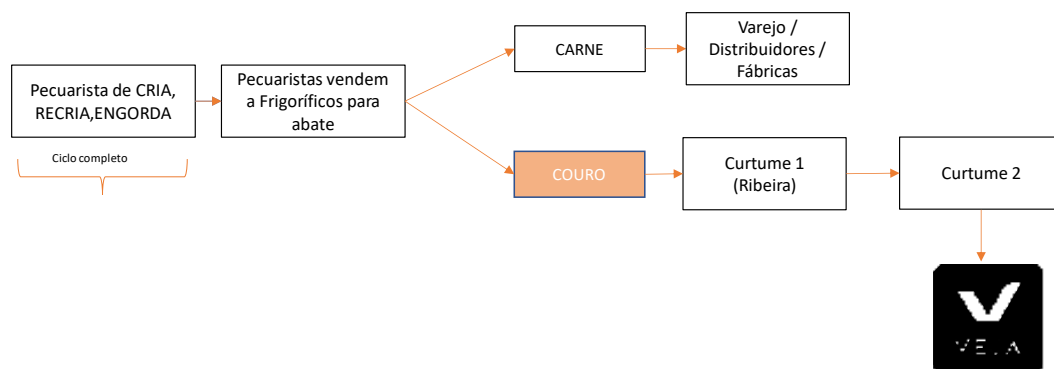 Pecuarista de CRIA,
RECRIA,ENGORDA
Ciclo completo
Pecuaristas vendem
a Frigoríficos para
abate
CARNE
Varejo /
Distribuidores /
Fábricas
COURO
Curtume 1
(Ribeira)
Curtume 2
VEJA